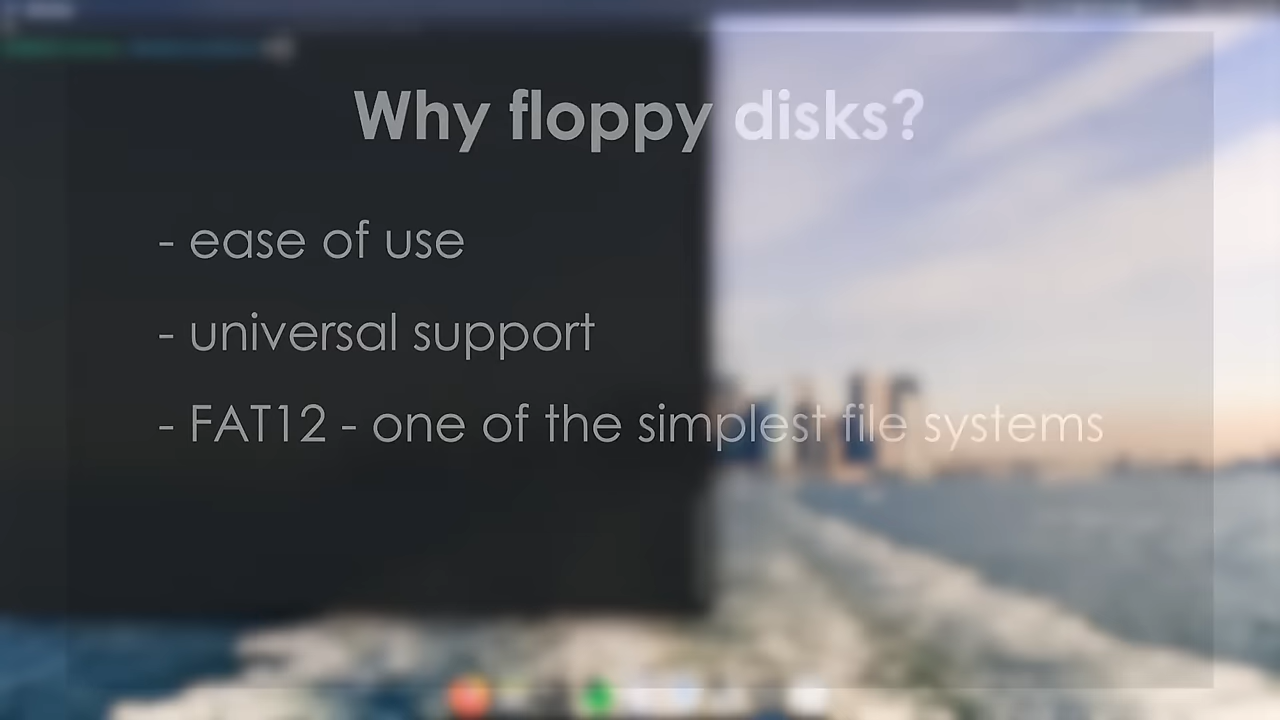 Why floppy disks?
- ease of use
- universal support
- FAT12 - one of the simplest file systems